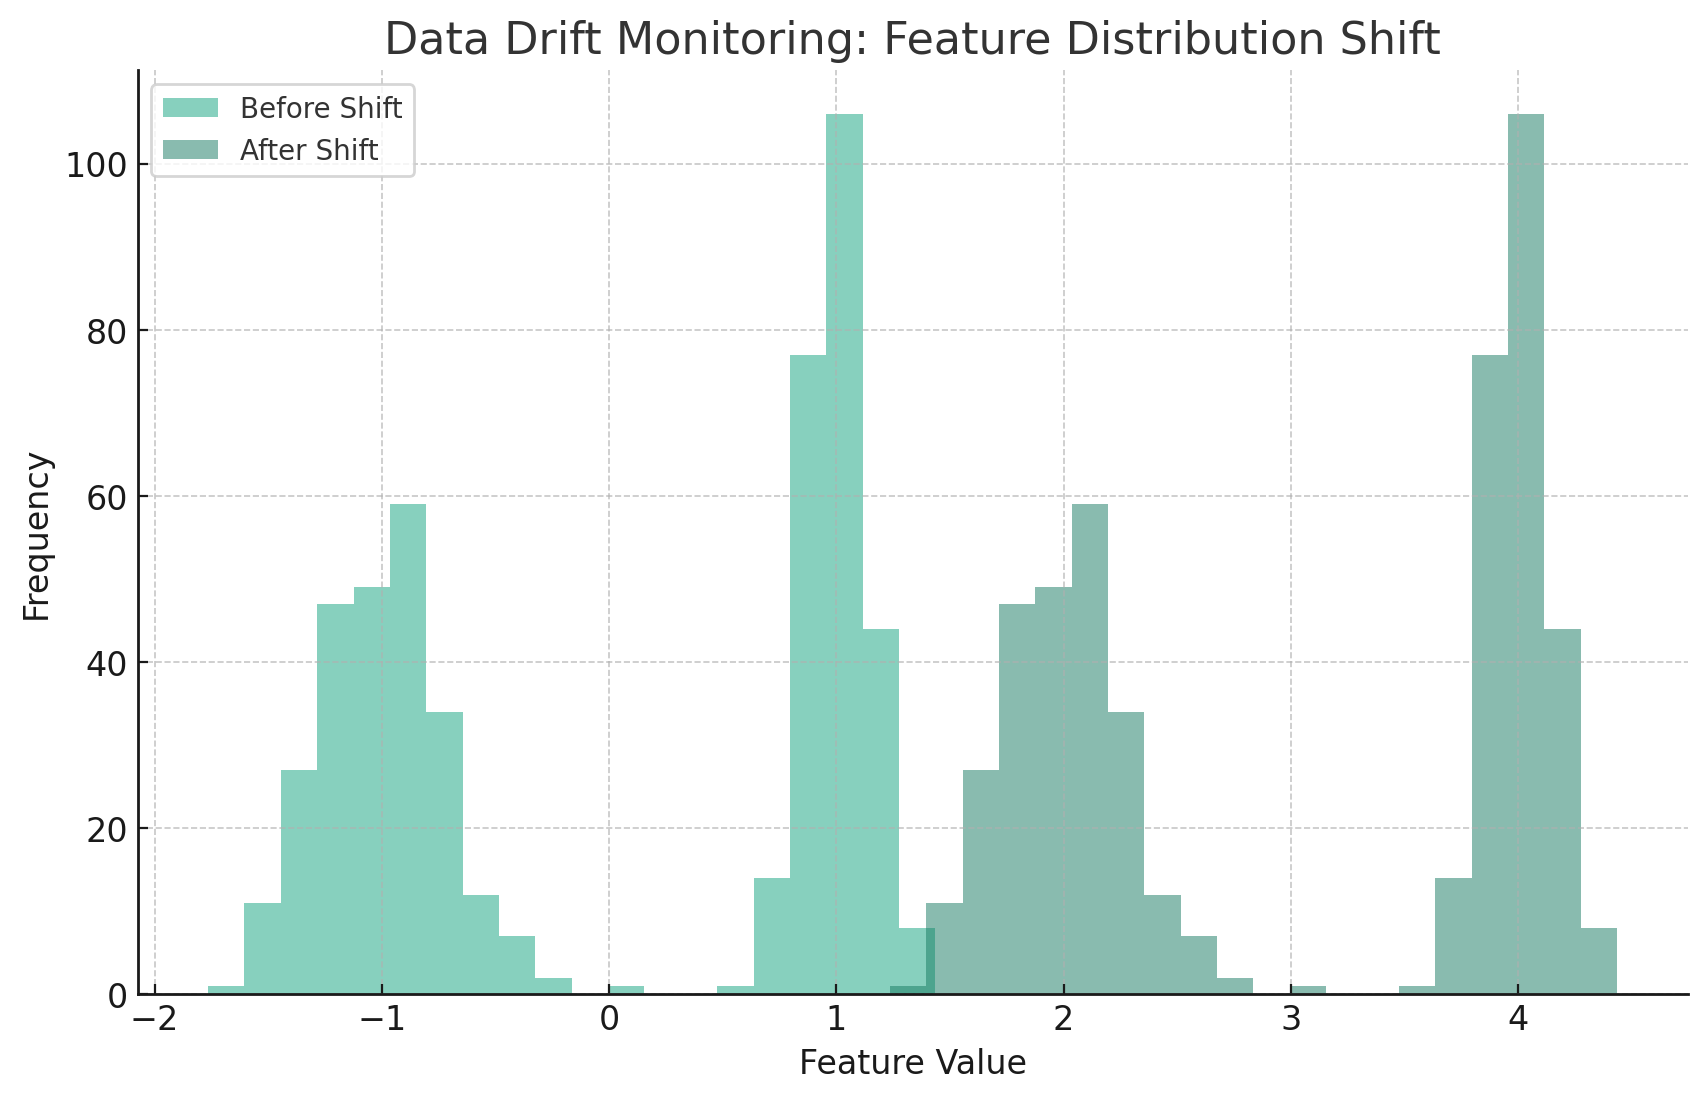 Data Drift Monitoring: Feature Distribution Shift
Before Shift
After Shift
Frequency
100
80
60
40
20
0
−2 −1 0 1 2 3 4
Feature Value